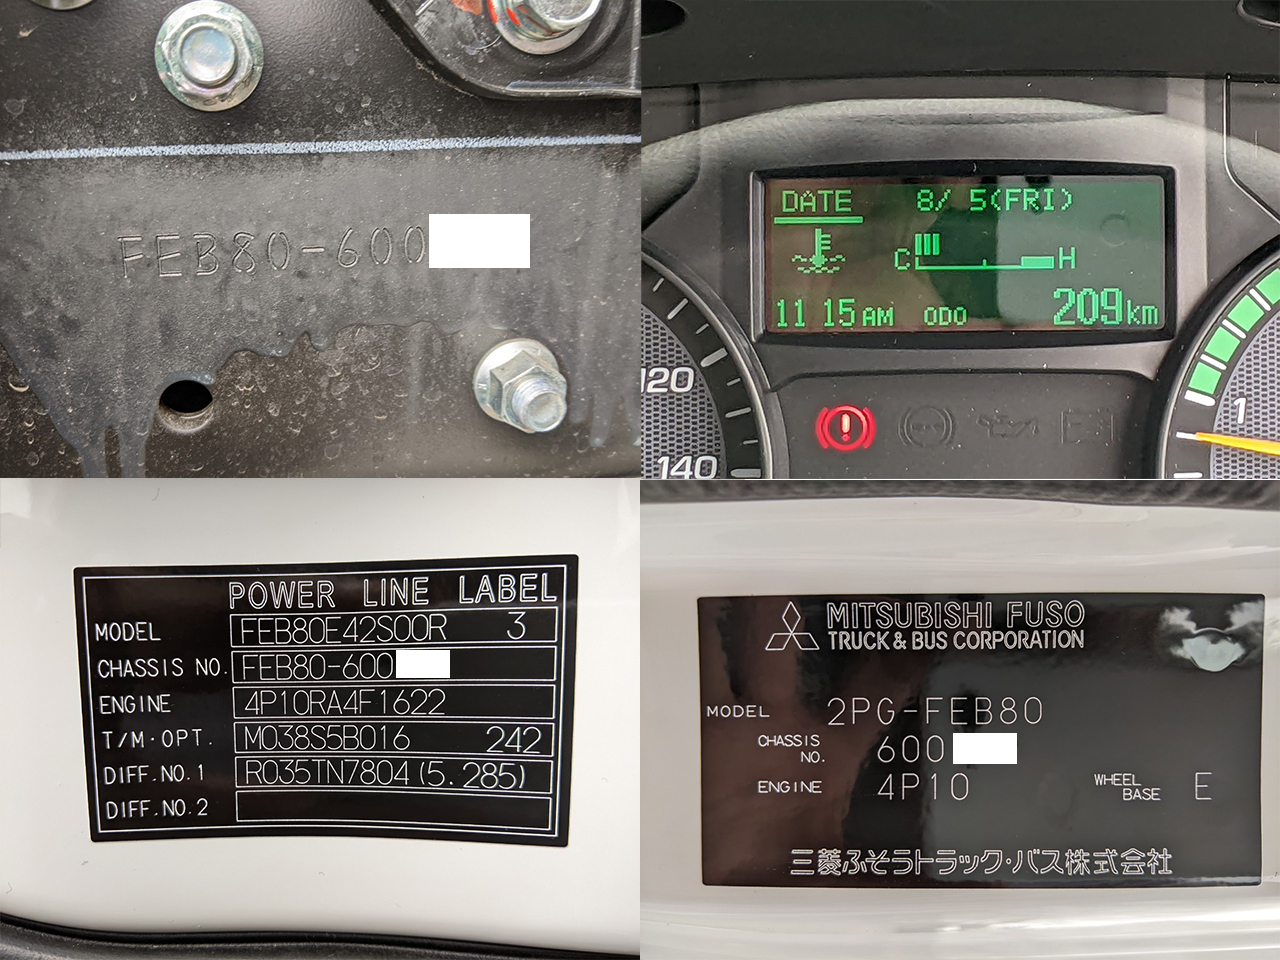 FEB80-600
DATE 8/ 5(FRI)
C H
11 15 AM ODO 209km
120
140
1
POWER LINE LABEL
MODEL FEB80E42S00R 3
CHASSIS NO. FEB80-600
ENGINE 4P10RA4F1622
T/M·OPT. M038S5B016 242
DIFF.NO.1 R035TN7804(5.285)
DIFF.NO.2
MITSUBISHI FUSO
TRUCK & BUS CORPORATION
MODEL 2PG-FEB80
CHASSIS NO. 600
ENGINE 4P10 WHEEL BASE E
三菱ふそうトラック·バス株式会社